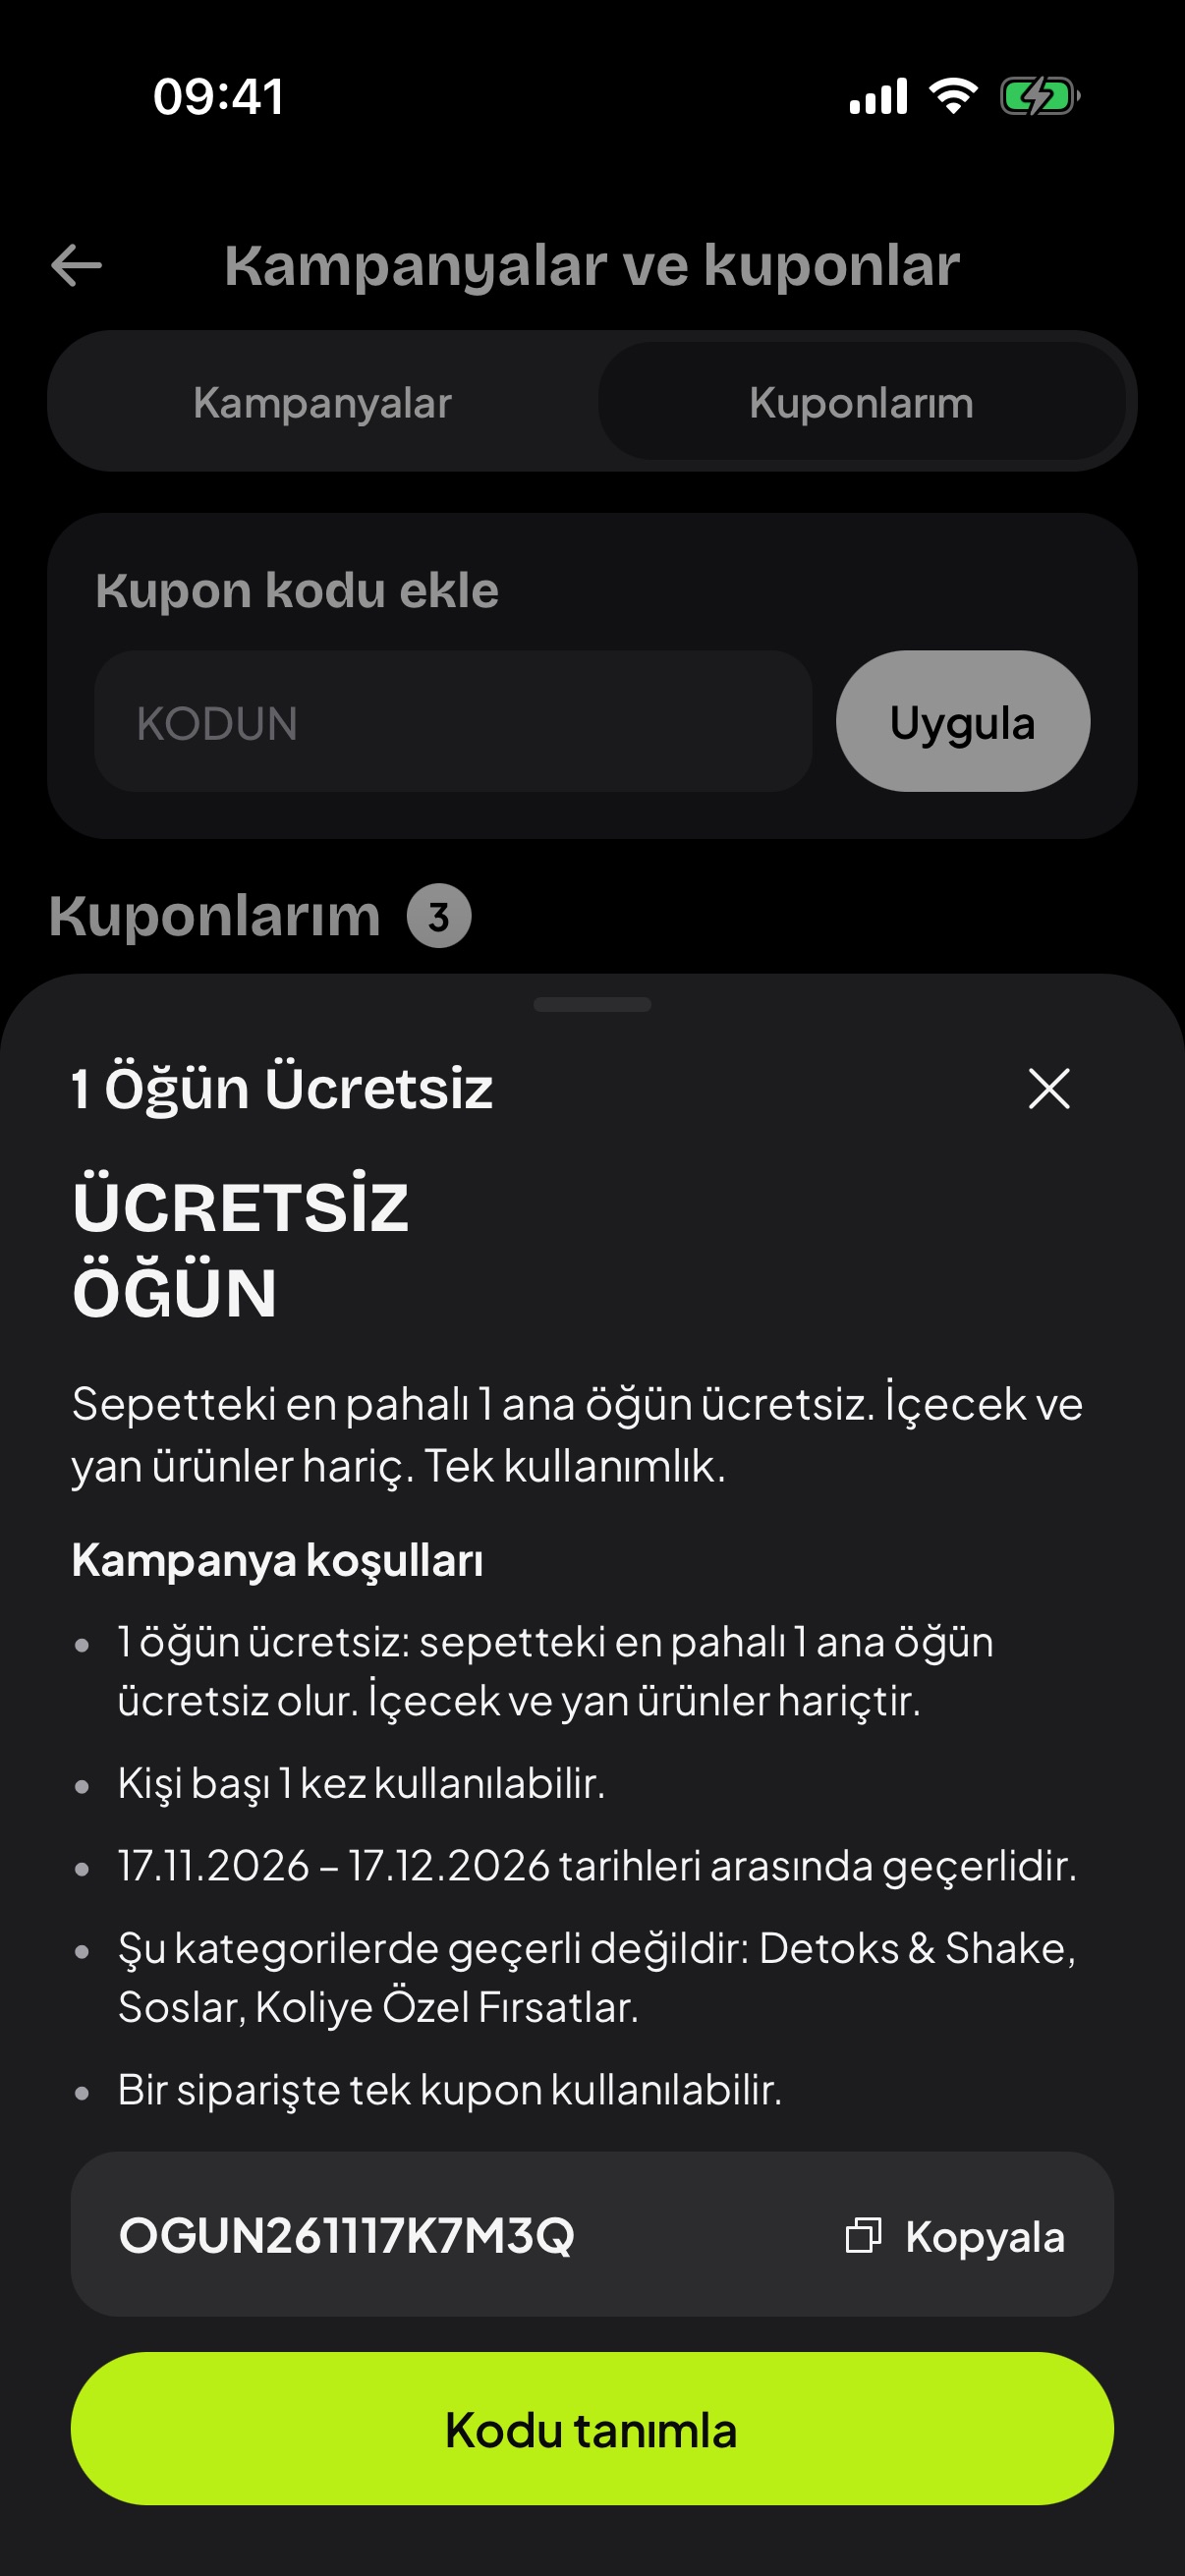 09:41
Kampanyalar ve kuponlar
Kampanyalar
Kuponlarım
Kupon kodu ekle
KODUN
Uygula
Kuponlarım 3
1 Öğün Ücretsiz
ÜCRETSİZ
ÖĞÜN
Sepetteki en pahalı 1 ana öğün ücretsiz. İçecek ve
yan ürünler hariç. Tek kullanımlık.
Kampanya koşulları
• 1 öğün ücretsiz: sepetteki en pahalı 1 ana öğün
ücretsiz olur. İçecek ve yan ürünler hariçtir.
• Kişi başı 1 kez kullanılabilir.
• 17.11.2026 – 17.12.2026 tarihleri arasında geçerlidir.
• Şu kategorilerde geçerli değildir: Detoks & Shake,
Soslar, Koliye Özel Fırsatlar.
• Bir siparişte tek kupon kullanılabilir.
OGUN261117K7M3Q
Kopyala
Kodu tanımla